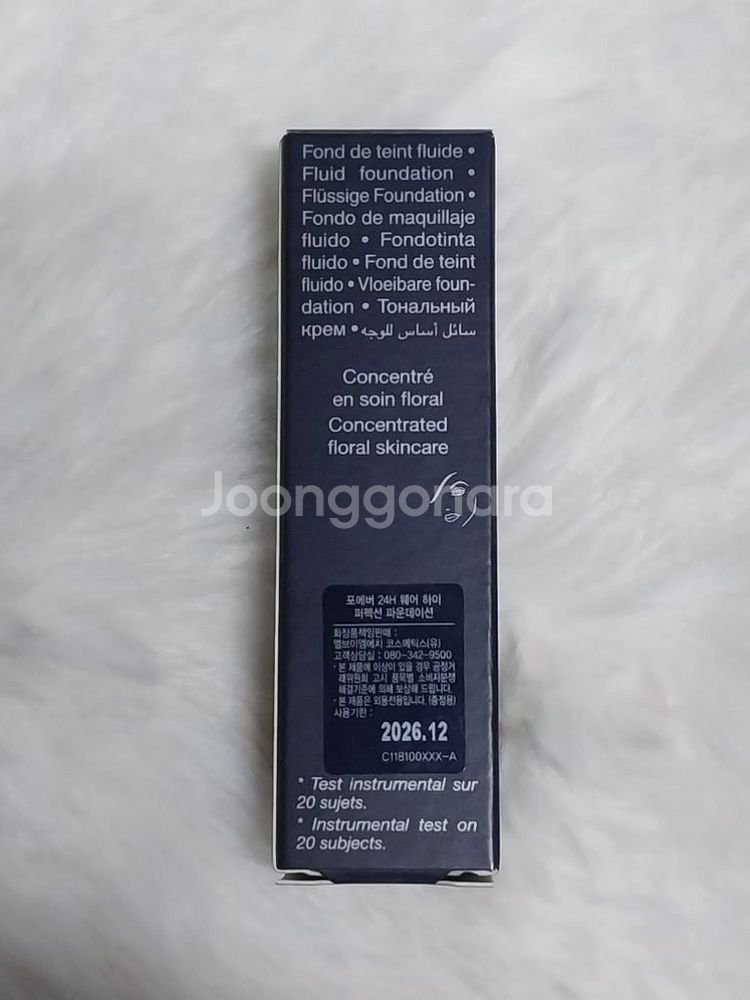 Fond de teint fluide •
Fluid foundation •
Flüssige Foundation •
Fondo de maquillaje
fluido • Fondotinta
fluido • Fond de teint
fluido • Vloeibare foun-
dation • Тональный
крем • سائل أساس للوجه
Concentré
en soin floral
Concentrated
floral skincare
Joonggonara
포에버 24H 웨어 하이
퍼펙션 파운데이션
화장품책임판매 :
엘브이엠에치 코스메틱스(유)
고객상담실 : 080-342-9500
· 본 제품에 이상이 있을 경우 공정거
래위원회 고시 품목별 소비자분쟁
해결기준에 의해 보상해 드립니다.
· 본 제품은 외용전용입니다. (증정용)
사용기한 :
2026.12
C118100XXX-A
* Test instrumental sur
20 sujets.
* Instrumental test on
20 subjects.